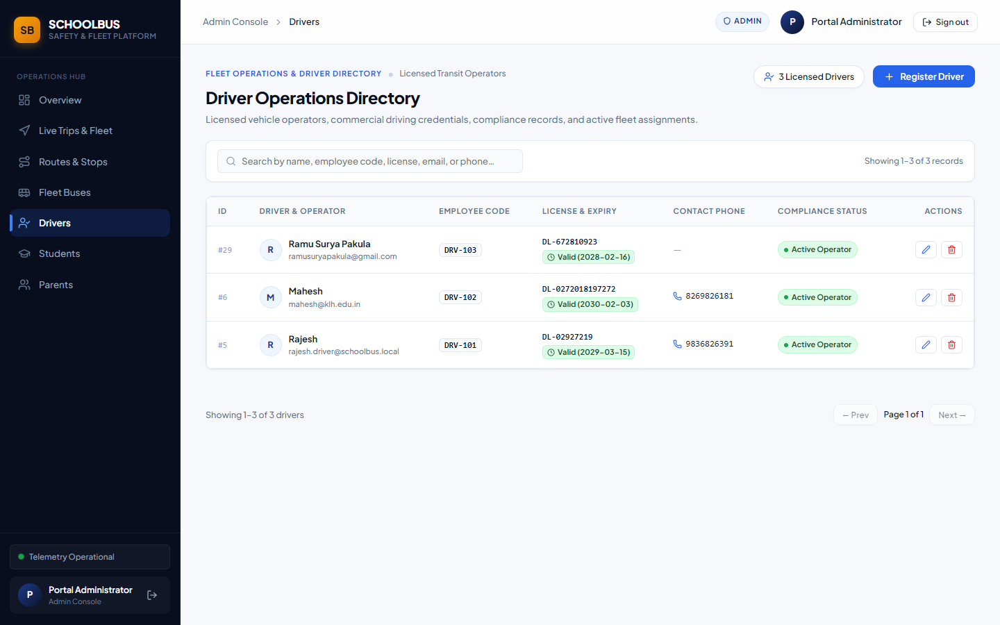 SB
SCHOOLBUS
SAFETY & FLEET PLATFORM
OPERATIONS HUB
Overview
Live Trips & Fleet
Routes & Stops
Fleet Buses
Drivers
Students
Parents
Telemetry Operational
P
Portal Administrator
Admin Console
Admin Console > Drivers
ADMIN
P
Portal Administrator
Sign out
FLEET OPERATIONS & DRIVER DIRECTORY • Licensed Transit Operators
Driver Operations Directory
Licensed vehicle operators, commercial driving credentials, compliance records, and active fleet assignments.
3 Licensed Drivers
+ Register Driver
Search by name, employee code, license, email, or phone…
Showing 1–3 of 3 records
ID DRIVER & OPERATOR EMPLOYEE CODE LICENSE & EXPIRY CONTACT PHONE COMPLIANCE STATUS ACTIONS
#29 R Ramu Surya Pakula DRV-103 DL-672810923 — Active Operator
ramusuryapakula@gmail.com Valid (2028-02-16)
#6 M Mahesh DRV-102 DL-0272018197272 8269826181 Active Operator
mahesh@klh.edu.in Valid (2030-02-03)
#5 R Rajesh DRV-101 DL-02927219 9836826391 Active Operator
rajesh.driver@schoolbus.local Valid (2029-03-15)
Showing 1–3 of 3 drivers
← Prev Page 1 of 1 Next →